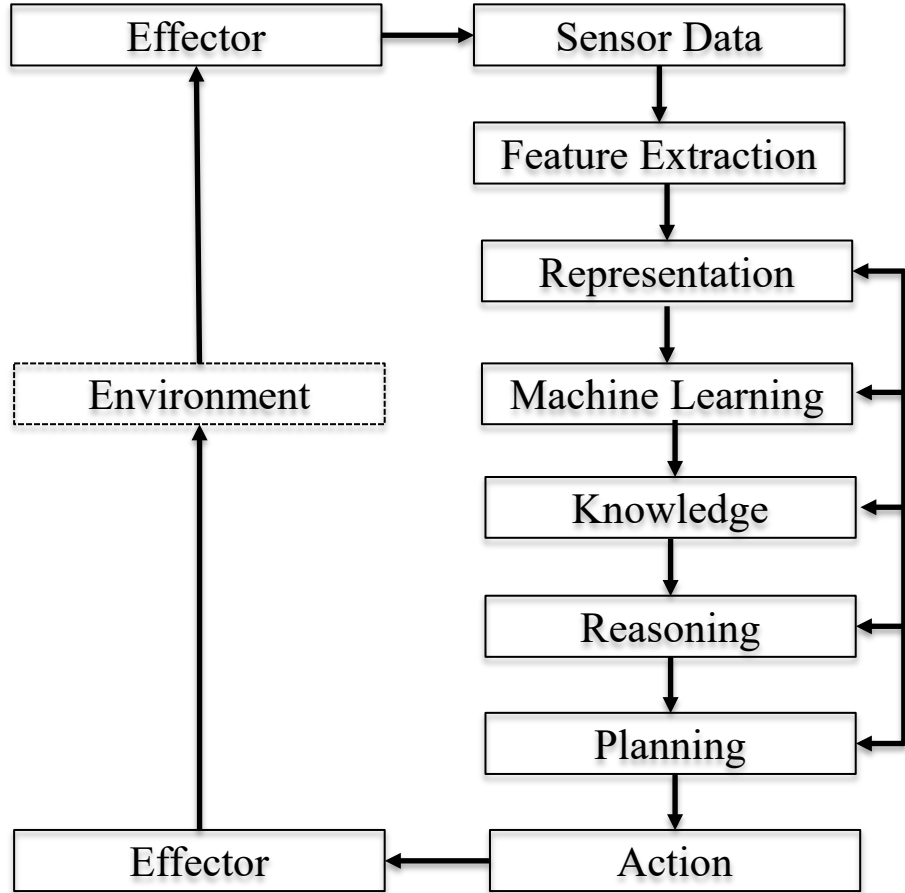 Effector
Sensor Data
Feature Extraction
Representation
Environment
Machine Learning
Knowledge
Reasoning
Planning
Effector
Action